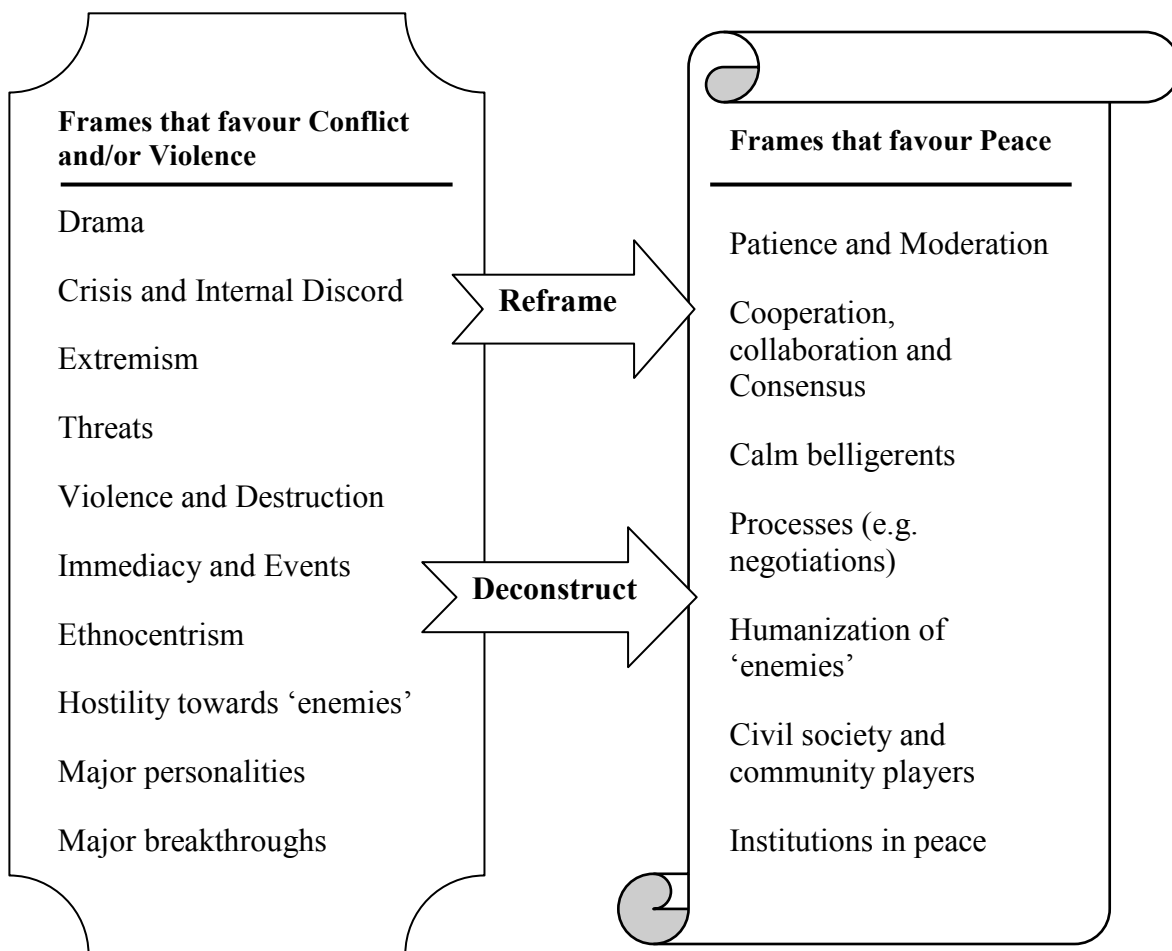 Frames that favour Conflict
and/or Violence
Drama
Crisis and Internal Discord
Extremism
Threats
Violence and Destruction
Immediacy and Events
Ethnocentrism
Hostility towards ‘enemies’
Major personalities
Major breakthroughs
Reframe
Deconstruct
Frames that favour Peace
Patience and Moderation
Cooperation,
collaboration and
Consensus
Calm belligerents
Processes (e.g.
negotiations)
Humanization of
‘enemies’
Civil society and
community players
Institutions in peace